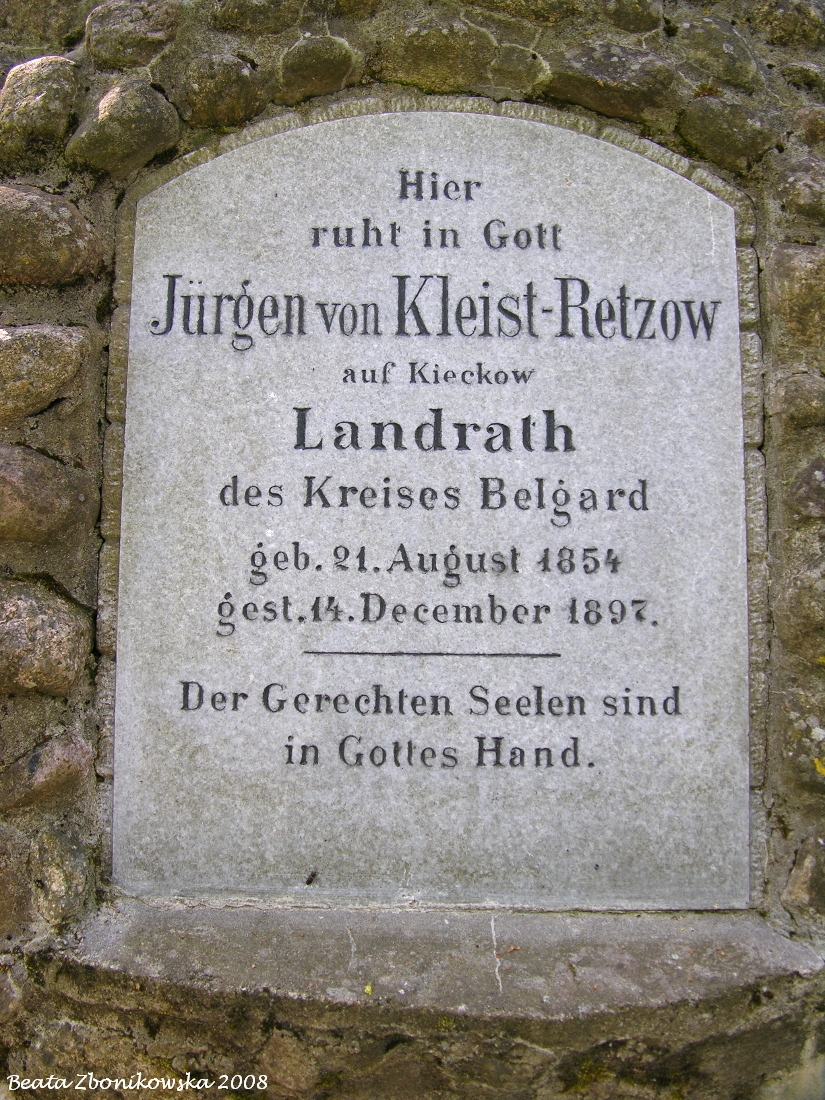 Hier
ruht in Gott
Jürgen von Kleist-Retzow
auf Kieckow
Landrath
des Kreises Belgard
geb. 21. August 1854
gest. 14. December 1897.
Der Gerechten Seelen sind
in Gottes Hand.
Beata Zbonikowska 2008